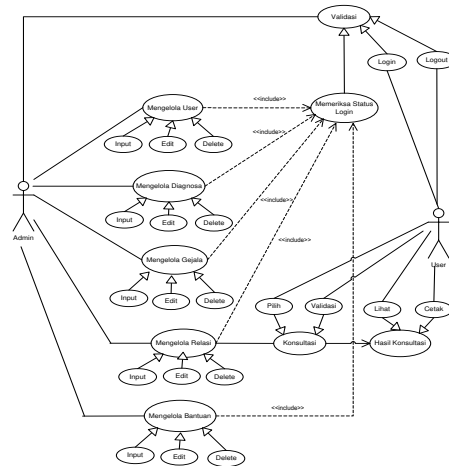 Validasi
Login
Logout
Mengelola User
<<include>>
Memeriksa Status
Login
Input
Edit
Delete
<<include>>
Mengelola Diagnosa
Input
Edit
Delete
<<include>>
Admin
User
Mengelola Gejala
<<include>>
Input
Edit
Delete
Pilih
Validasi
Lihat
Cetak
Mengelola Relasi
Konsultasi
Hasil Konsultasi
Input
Edit
Delete
Mengelola Bantuan
<<include>>
Input
Edit
Delete